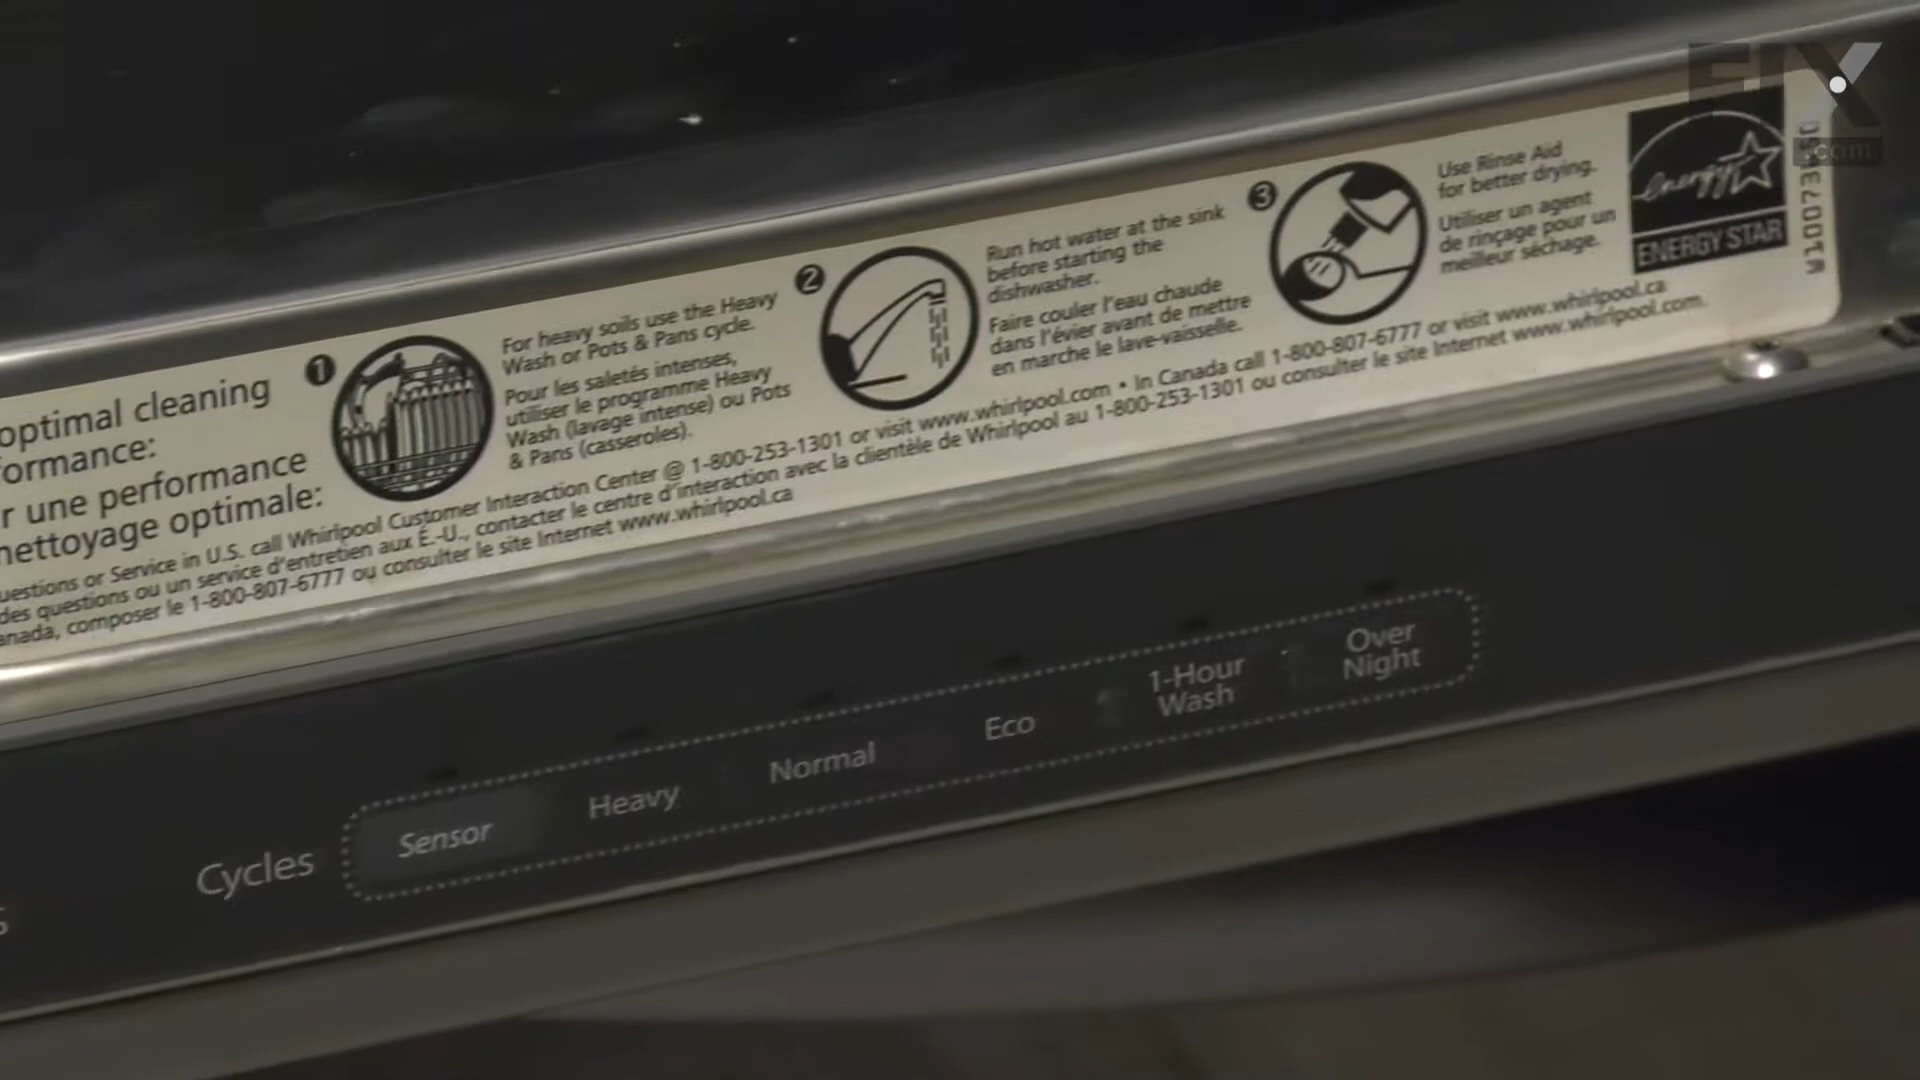 optimal cleaning
formance:
r une performance
nettoyage optimale:
1
For heavy soils use the Heavy
Wash or Pots & Pans cycle.
Pour les saletés intenses,
utiliser le programme Heavy
Wash (lavage intense) ou Pots
& Pans (casseroles).
2
Run hot water at the sink
before starting the
dishwasher.
Faire couler l'eau chaude
dans l'évier avant de mettre
en marche le lave-vaisselle.
3
Use Rinse Aid
for better drying.
Utiliser un agent
de rinçage pour un
meilleur séchage.
energy
ENERGY STAR
uestions or Service in U.S. call Whirlpool Customer Interaction Center @ 1-800-253-1301 or visit www.whirlpool.com • In Canada call 1-800-807-6777 or visit www.whirlpool.ca
des questions ou un service d'entretien aux É.-U., contacter le centre d'interaction avec la clientèle de Whirlpool au 1-800-253-1301 ou consulter le site Internet www.whirlpool.com.
anada, composer le 1-800-807-6777 ou consulter le site Internet www.whirlpool.ca
Cycles
Sensor
Heavy
Normal
Eco
1-Hour
Wash
Over
Night
FIX
.com